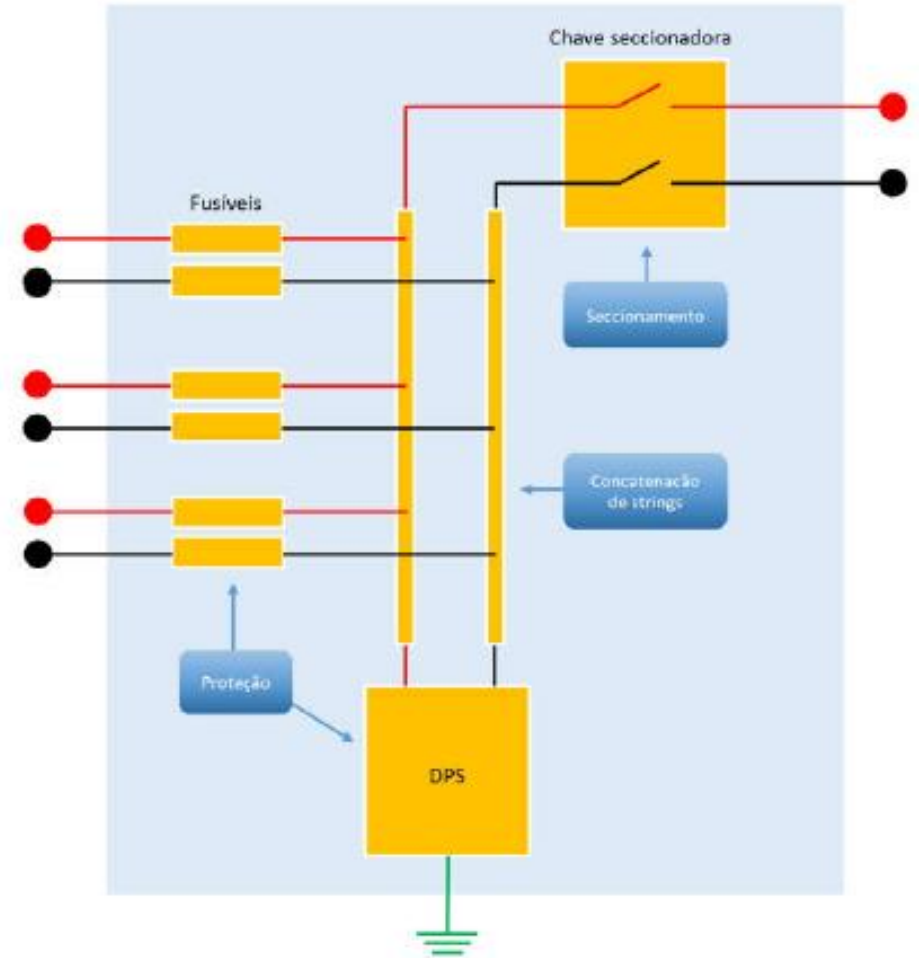 Chave seccionadora
Fusíveis
Seccionamento
Concatenação
de strings
Proteção
DPS